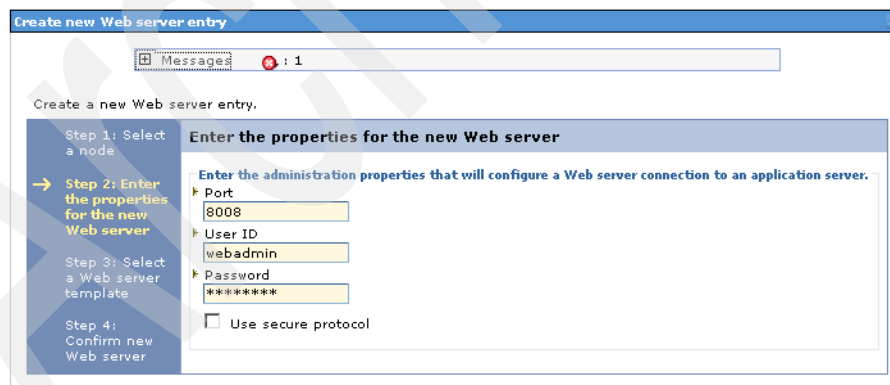 Create new Web server entry
Messages : 1
Create a new Web server entry.
Step 1: Select
a node
Step 2: Enter
the properties
for the new
Web server
Step 3: Select
a Web server
template
Step 4:
Confirm new
Web server
Enter the properties for the new Web server
Enter the administration properties that will configure a Web server connection to an application server.
Port
8008
User ID
webadmin
Password
********
Use secure protocol